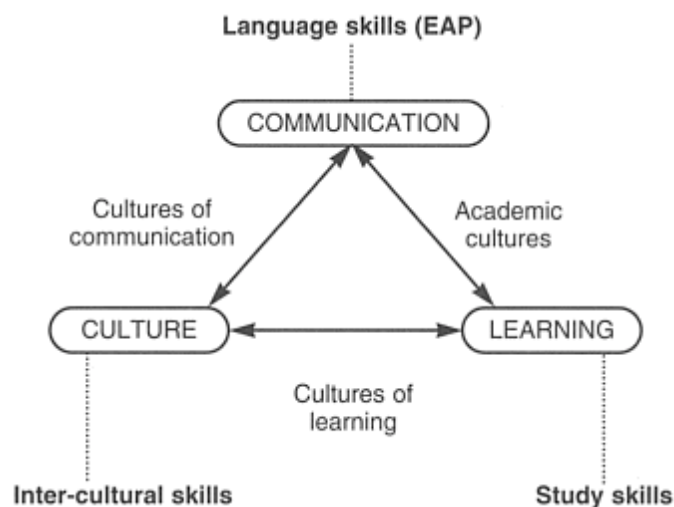 Language skills (EAP)
COMMUNICATION
Cultures of
communication
Academic
cultures
CULTURE
LEARNING
Cultures of
learning
Inter-cultural skills
Study skills